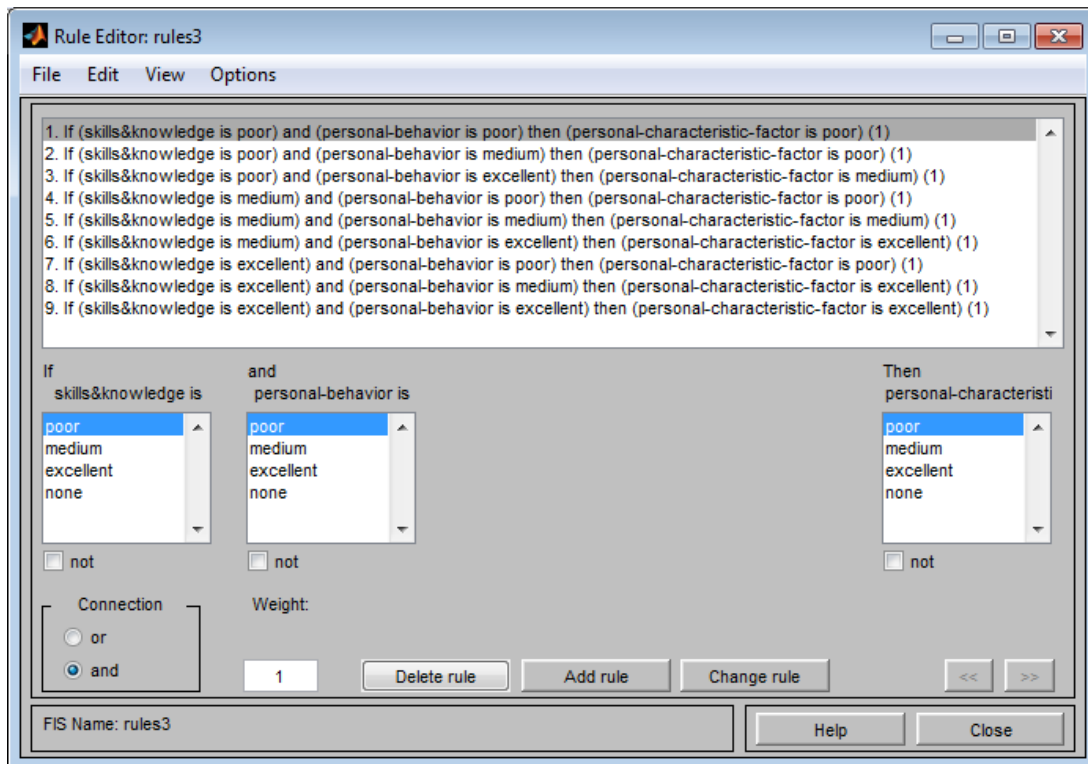 Rule Editor: rules3
File Edit View Options
1. If (skills&knowledge is poor) and (personal-behavior is poor) then (personal-characteristic-factor is poor) (1)
2. If (skills&knowledge is poor) and (personal-behavior is medium) then (personal-characteristic-factor is poor) (1)
3. If (skills&knowledge is poor) and (personal-behavior is excellent) then (personal-characteristic-factor is medium) (1)
4. If (skills&knowledge is medium) and (personal-behavior is poor) then (personal-characteristic-factor is poor) (1)
5. If (skills&knowledge is medium) and (personal-behavior is medium) then (personal-characteristic-factor is medium) (1)
6. If (skills&knowledge is medium) and (personal-behavior is excellent) then (personal-characteristic-factor is excellent) (1)
7. If (skills&knowledge is excellent) and (personal-behavior is poor) then (personal-characteristic-factor is poor) (1)
8. If (skills&knowledge is excellent) and (personal-behavior is medium) then (personal-characteristic-factor is excellent) (1)
9. If (skills&knowledge is excellent) and (personal-behavior is excellent) then (personal-characteristic-factor is excellent) (1)
If
skills&knowledge is
poor
medium
excellent
none
not
and
personal-behavior is
poor
medium
excellent
none
not
Then
personal-characteristi
poor
medium
excellent
none
not
Connection
or
and
Weight:
1
Delete rule
Add rule
Change rule
<<
>>
FIS Name: rules3
Help
Close